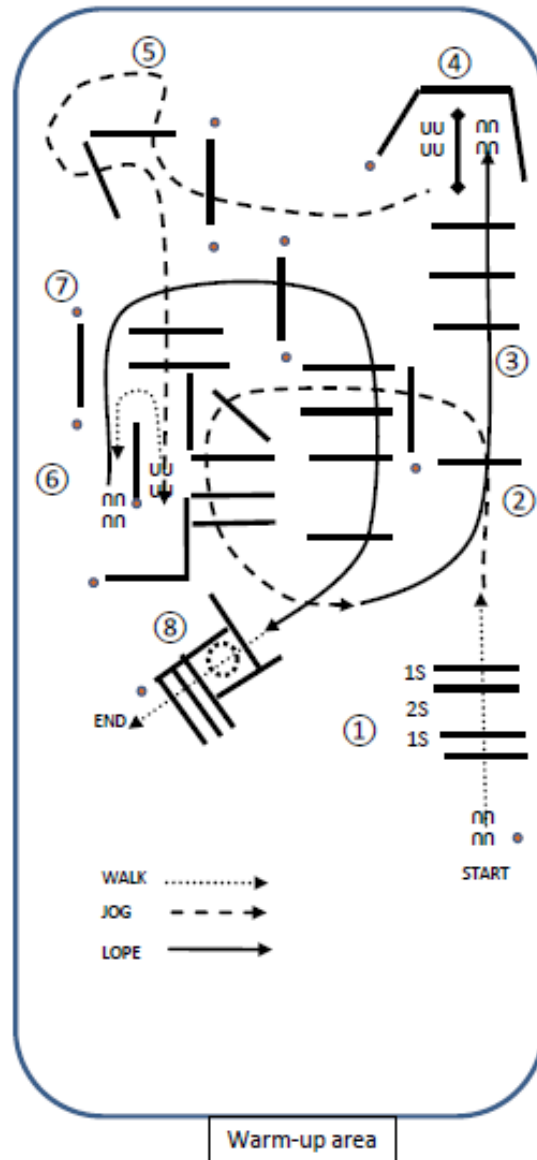 ⑤
④
⑦
③
⑥
②
⑧
1S
2S
①
1S
END
START
WALK
JOG
LOPE
Warm-up area